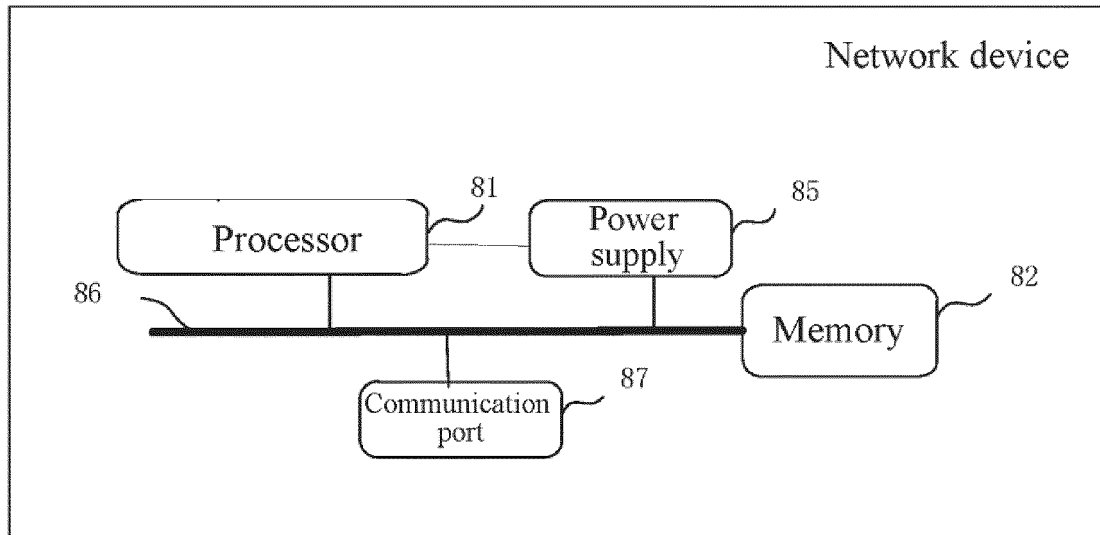 Network device
81
Processor
85
Power
supply
86
82
Memory
87
Communication
port